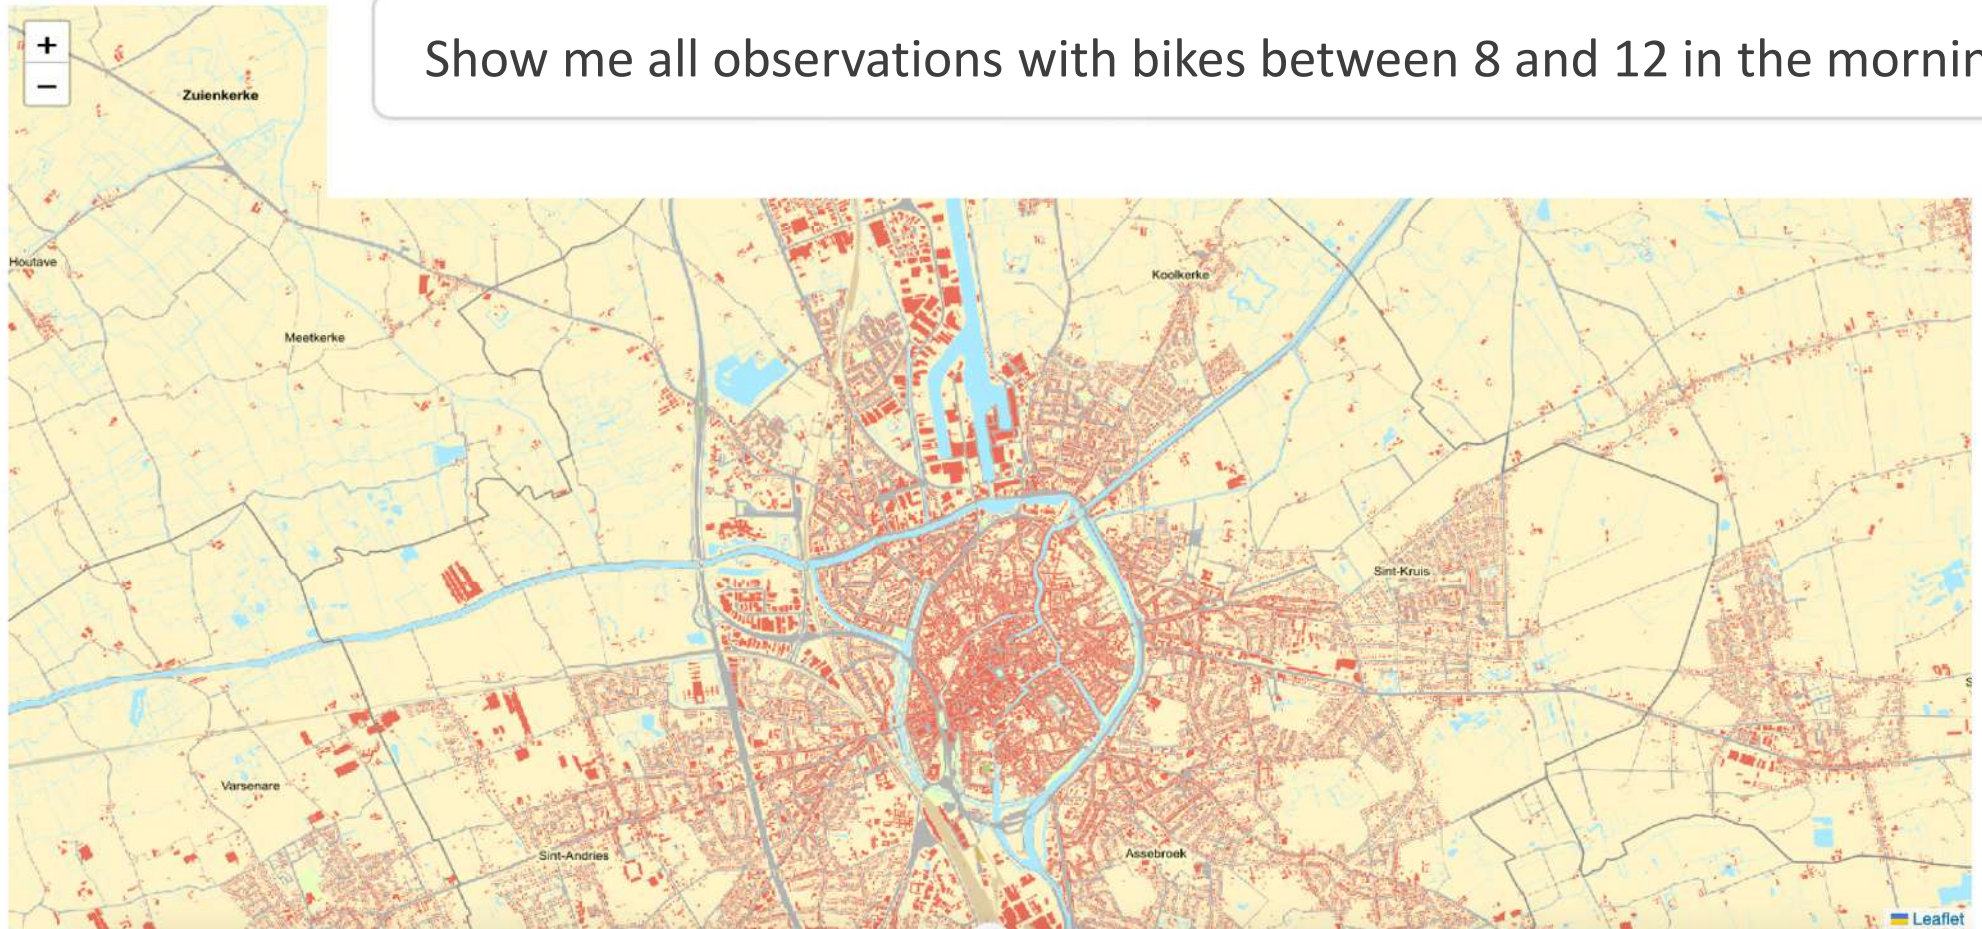 +
Show me all observations with bikes between 8 and 12 in the mornin
−
Zuienkerke
Houtave
Koolkerke
Meetkerke
Sint-Kruis
S
Varsenare
Sint-Andries
Assebroek
Leaflet